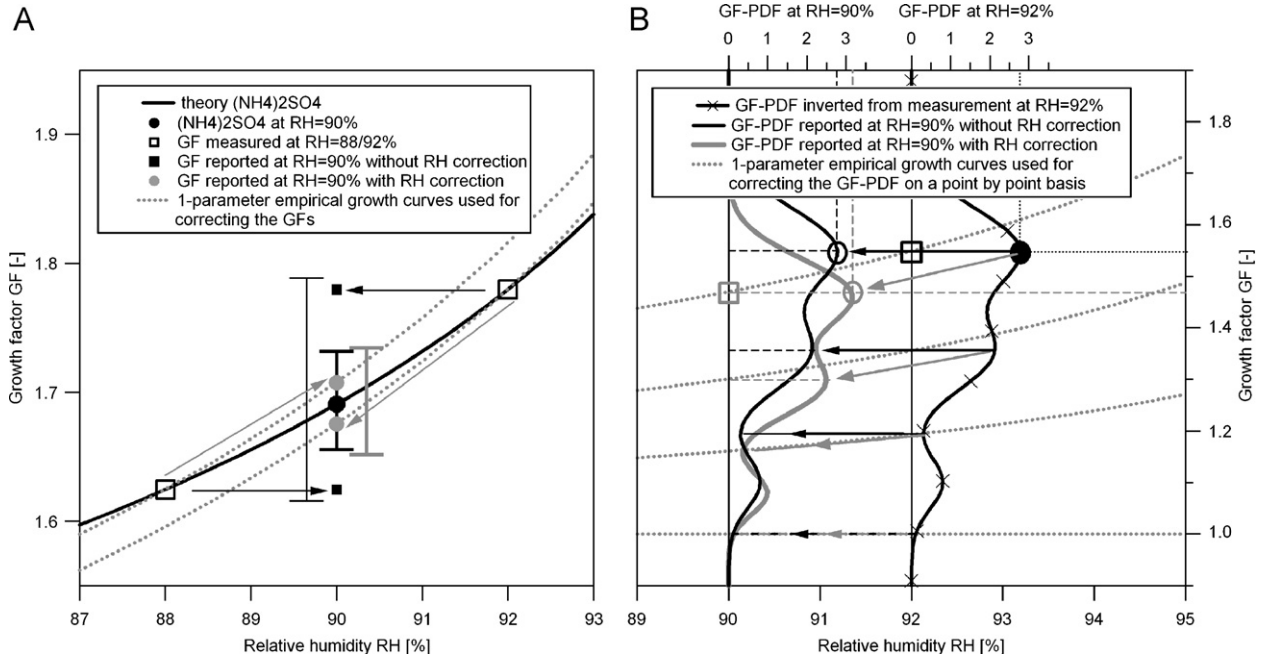 A
theory (NH4)2SO4
(NH4)2SO4 at RH=90%
GF measured at RH=88/92%
GF reported at RH=90% without RH correction
GF reported at RH=90% with RH correction
1-parameter empirical growth curves used for
correcting the GFs
Growth factor GF [-]
1.9
1.8
1.7
1.6
87 88 89 90 91 92 93
Relative humidity RH [%]
B
GF-PDF at RH=90% GF-PDF at RH=92%
0 1 2 3 0 1 2 3
GF-PDF inverted from measurement at RH=92%
GF-PDF reported at RH=90% without RH correction
GF-PDF reported at RH=90% with RH correction
1-parameter empirical growth curves used for
correcting the GF-PDF on a point by point basis
1.8
1.6
1.4
1.2
1.0
Growth factor GF [-]
89 90 91 92 93 94 95
Relative humidity RH [%]